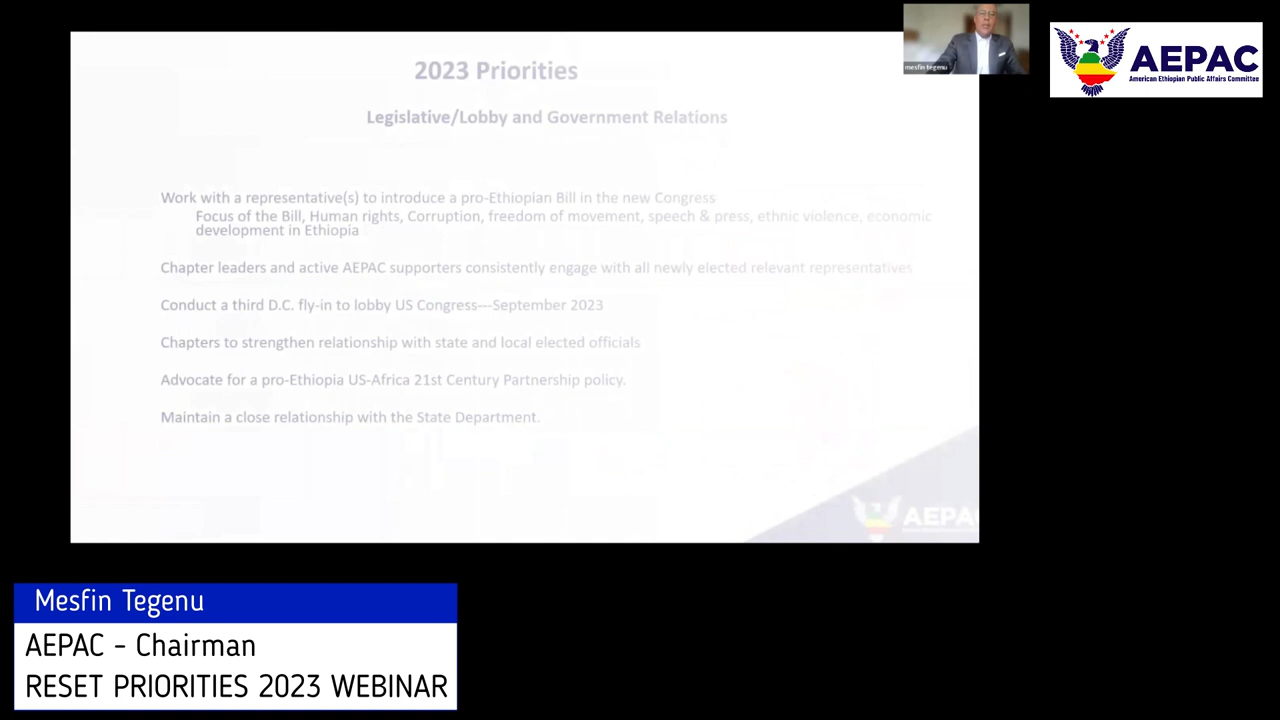 2023 Priorities
Legislative/Lobby and Government Relations
Work with a representative(s) to introduce a pro-Ethiopian Bill in the new Congress
Focus of the Bill, Human rights, Corruption, freedom of movement, speech & press, ethnic violence, economic
development in Ethiopia
Chapter leaders and active AEPAC supporters consistently engage with all newly elected relevant representatives
Conduct a third D.C. fly-in to lobby US Congress---September 2023
Chapters to strengthen relationship with state and local elected officials
Advocate for a pro-Ethiopia US-Africa 21st Century Partnership policy.
Maintain a close relationship with the State Department.
AEPA
mesfin tegenu
AEPAC
American Ethiopian Public Affairs Committee
Mesfin Tegenu
AEPAC - Chairman
RESET PRIORITIES 2023 WEBINAR